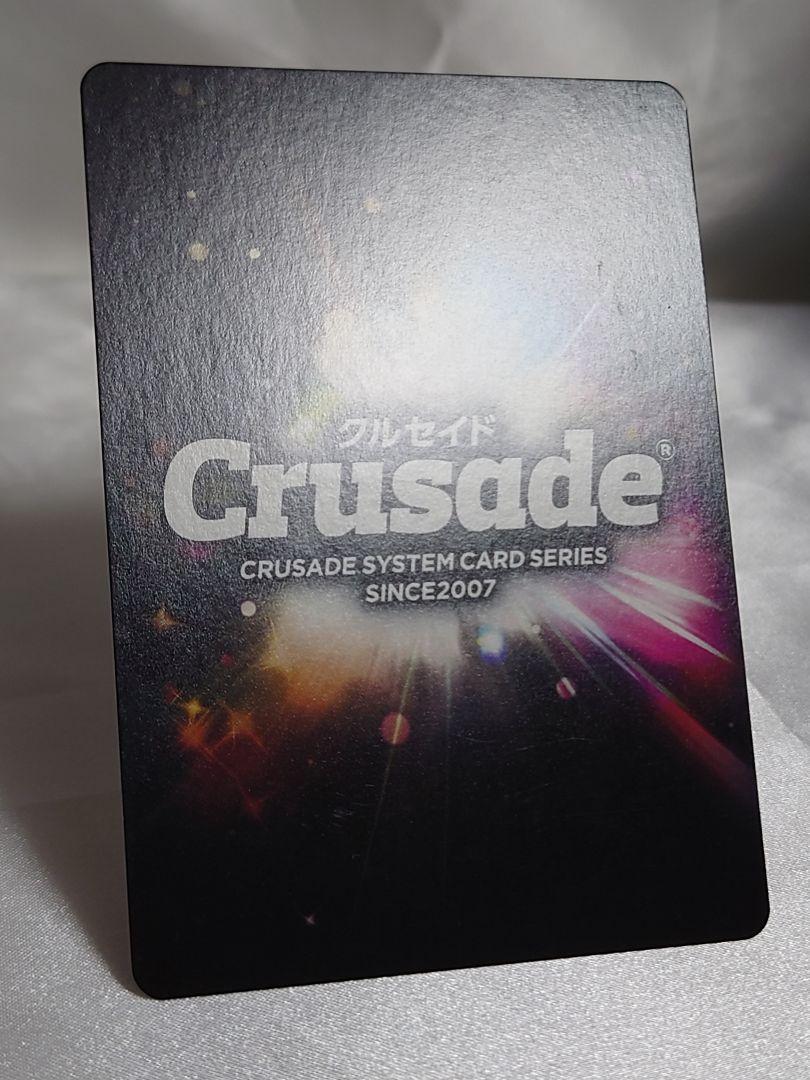 クルセイド
Crusade®
CRUSADE SYSTEM CARD SERIES
SINCE2007